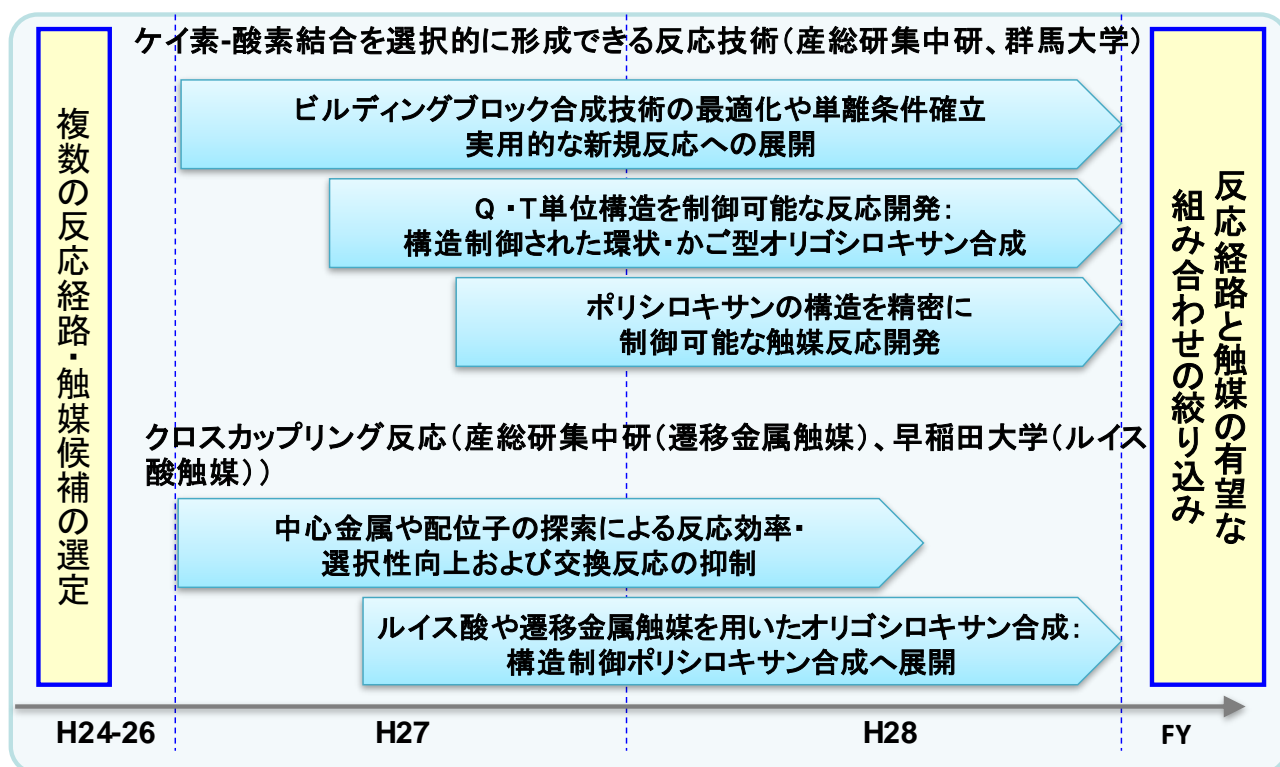 複数の反応経路・触媒候補の選定
ケイ素-酸素結合を選択的に形成できる反応技術（産総研集中研、群馬大学）
ビルディングブロック合成技術の最適化や単離条件確立
実用的な新規反応への展開
Q・T単位構造を制御可能な反応開発：
構造制御された環状・かご型オリゴシロキサン合成
ポリシロキサンの構造を精密に
制御可能な触媒反応開発
クロスカップリング反応（産総研集中研（遷移金属触媒）、早稲田大学（ルイス
酸触媒））
中心金属や配位子の探索による反応効率・
選択性向上および交換反応の抑制
ルイス酸や遷移金属触媒を用いたオリゴシロキサン合成：
構造制御ポリシロキサン合成へ展開
反応経路と触媒の有望な
組み合わせの絞り込み
H24-26
H27
H28
FY